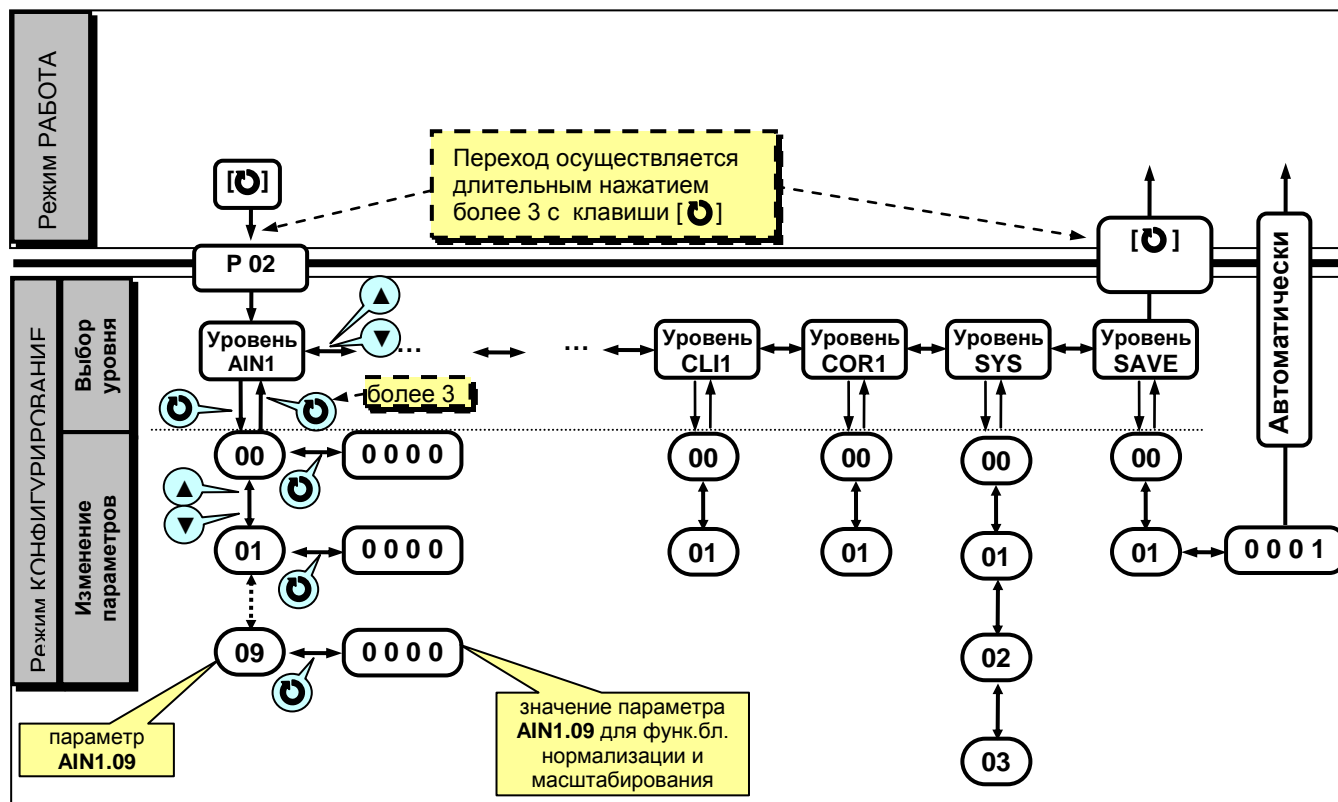 Режим РАБОТА
Переход осуществляется
длительным нажатием
более 3 с клавиши [↻]
[↻]
[↻]
P 02
Автоматически
Режим КОНФИГУРИРОВАНИЕ
Выбор
уровня
▲
▼
Уровень
AIN1
...
...
Уровень
CLI1
Уровень
COR1
Уровень
SYS
Уровень
SAVE
↻
↻
более 3
Изменение
параметров
00
0 0 0 0
00
00
00
00
↻
▲
▼
01
0 0 0 0
01
01
01
01
0 0 0 1
↻
09
0 0 0 0
02
↻
03
параметр
AIN1.09
значение параметра
AIN1.09 для функ.бл.
нормализации и
масштабирования